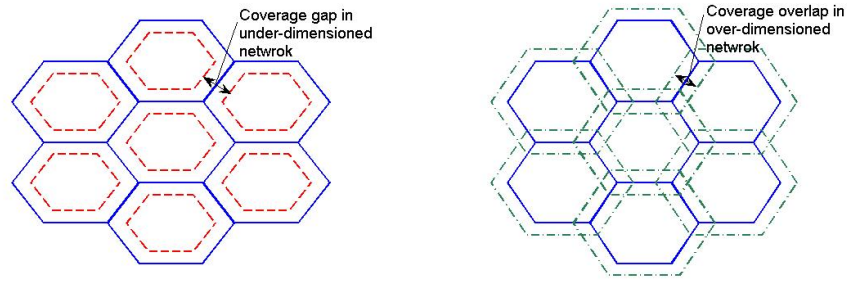 Coverage gap in
under-dimensioned
netwrok
Coverage overlap in
over-dimensioned
netwrok